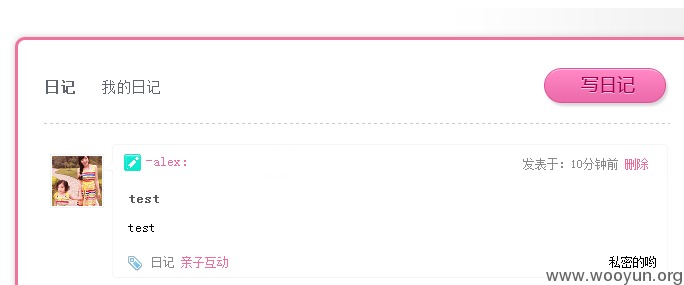 日记 我的日记 写日记
-alex: 发表于：10分钟前 删除
test
test
日记 亲子互动 私密的哟
www.wooyun.org